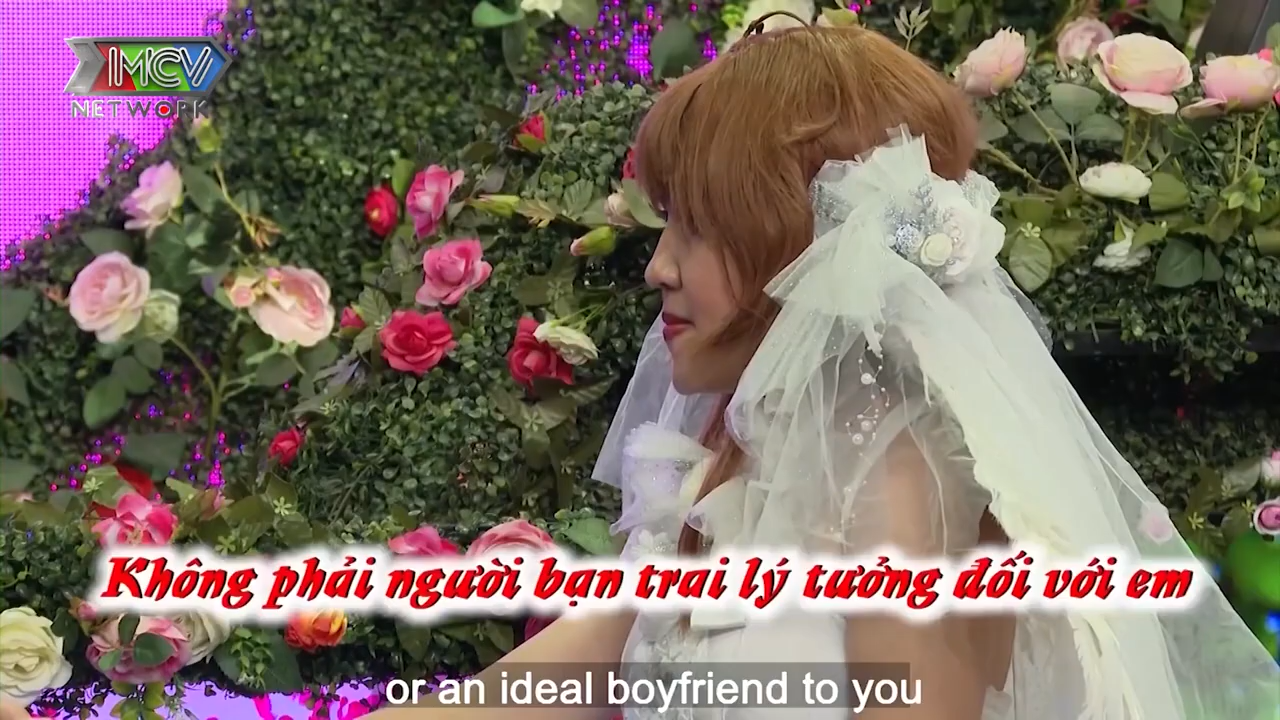 MCV
NETWORK
Không phải người bạn trai lý tưởng đối với em
or an ideal boyfriend to you